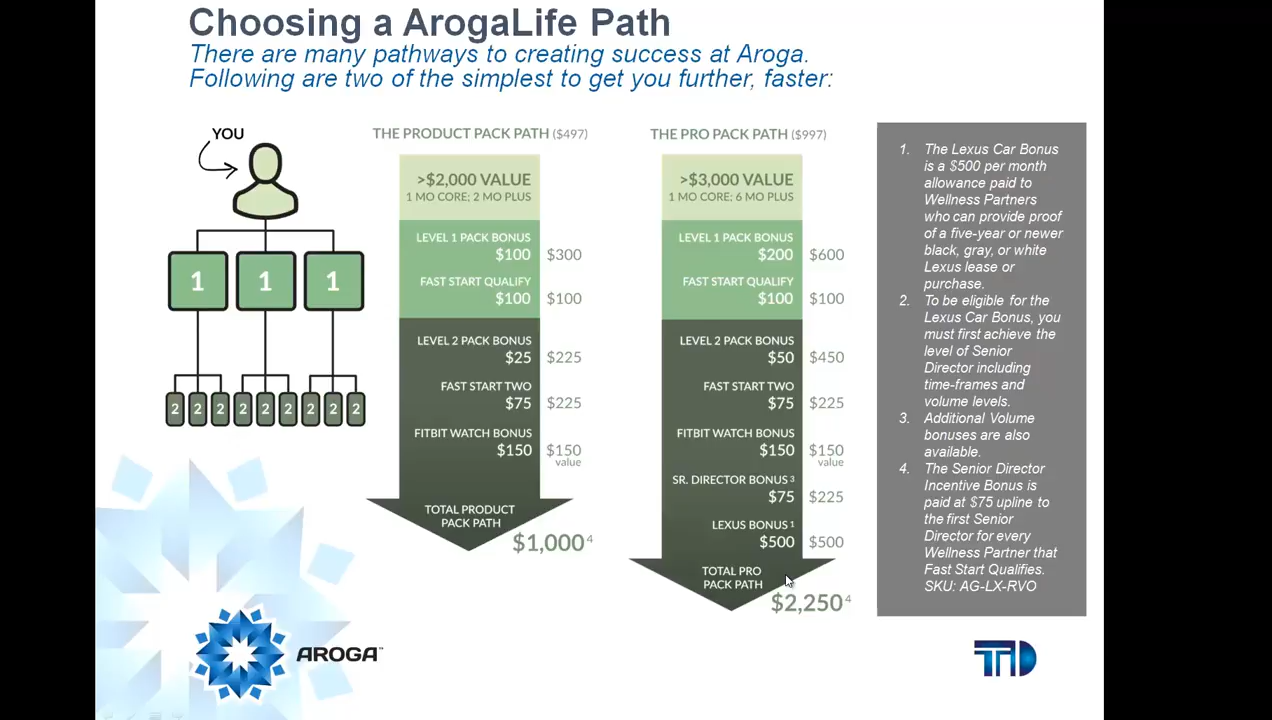 Choosing a ArogaLife Path
There are many pathways to creating success at Aroga.
Following are two of the simplest to get you further, faster:
YOU
1 1 1
2 2 2 2 2 2 2 2 2
THE PRODUCT PACK PATH ($497)
>$2,000 VALUE
1 MO CORE; 2 MO PLUS
LEVEL 1 PACK BONUS
$100 $300
FAST START QUALIFY
$100 $100
LEVEL 2 PACK BONUS
$25 $225
FAST START TWO
$75 $225
FITBIT WATCH BONUS
$150 $150
value
TOTAL PRODUCT
PACK PATH
$1,000⁴
THE PRO PACK PATH ($997)
>$3,000 VALUE
1 MO CORE; 6 MO PLUS
LEVEL 1 PACK BONUS
$200 $600
FAST START QUALIFY
$100 $100
LEVEL 2 PACK BONUS
$50 $450
FAST START TWO
$75 $225
FITBIT WATCH BONUS
$150 $150
value
SR. DIRECTOR BONUS³
$75 $225
LEXUS BONUS¹
$500 $500
TOTAL PRO
PACK PATH
$2,250⁴
1. The Lexus Car Bonus
is a $500 per month
allowance paid to
Wellness Partners
who can provide proof
of a five-year or newer
black, gray, or white
Lexus lease or
purchase.
2. To be eligible for the
Lexus Car Bonus, you
must first achieve the
level of Senior
Director including
time-frames and
volume levels.
3. Additional Volume
bonuses are also
available.
4. The Senior Director
Incentive Bonus is
paid at $75 upline to
the first Senior
Director for every
Wellness Partner that
Fast Start Qualifies.
SKU: AG-LX-RVO
AROGA™
TID